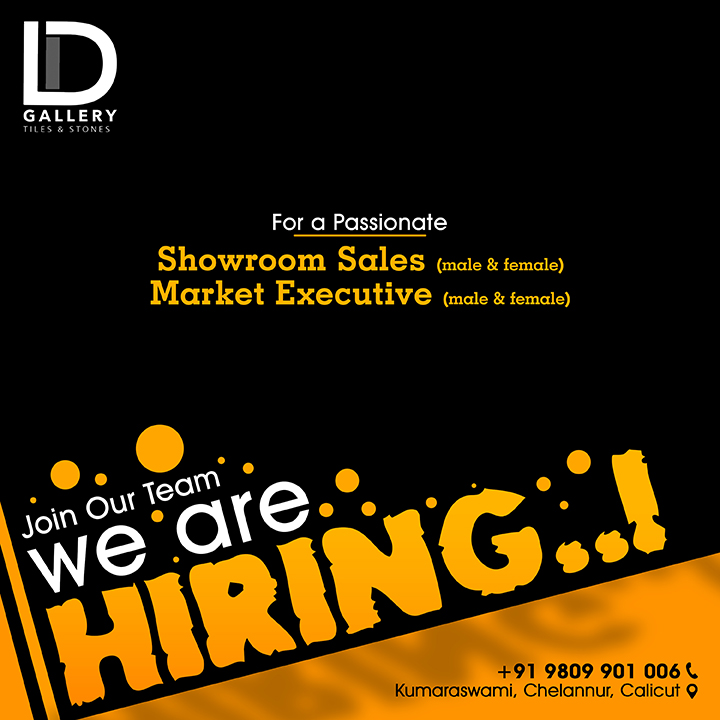 ID
GALLERY
TILES & STONES
For a Passionate
Showroom Sales (male & female)
Market Executive (male & female)
Join Our Team
we are
HIRING..!
+91 9809 901 006
Kumaraswami, Chelannur, Calicut